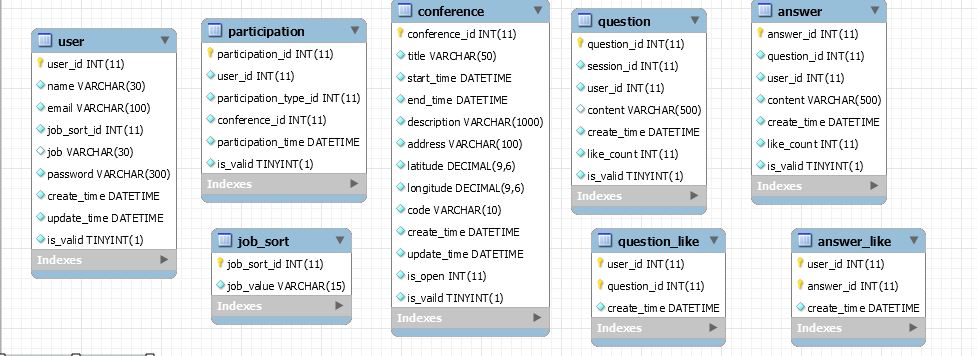 user
user_id INT(11)
name VARCHAR(30)
email VARCHAR(100)
job_sort_id INT(11)
job VARCHAR(30)
password VARCHAR(300)
create_time DATETIME
update_time DATETIME
is_valid TINYINT(1)
Indexes
participation
participation_id INT(11)
user_id INT(11)
participation_type_id INT(11)
conference_id INT(11)
participation_time DATETIME
is_valid TINYINT(1)
Indexes
job_sort
job_sort_id INT(11)
job_value VARCHAR(15)
Indexes
conference
conference_id INT(11)
title VARCHAR(50)
start_time DATETIME
end_time DATETIME
description VARCHAR(1000)
address VARCHAR(100)
latitude DECIMAL(9,6)
longitude DECIMAL(9,6)
code VARCHAR(10)
create_time DATETIME
update_time DATETIME
is_open INT(11)
is_vaild TINYINT(1)
Indexes
question
question_id INT(11)
session_id INT(11)
user_id INT(11)
content VARCHAR(500)
create_time DATETIME
like_count INT(11)
is_valid TINYINT(1)
Indexes
question_like
user_id INT(11)
question_id INT(11)
create_time DATETIME
Indexes
answer
answer_id INT(11)
question_id INT(11)
user_id INT(11)
content VARCHAR(500)
create_time DATETIME
like_count INT(11)
is_valid TINYINT(1)
Indexes
answer_like
user_id INT(11)
answer_id INT(11)
create_time DATETIME
Indexes